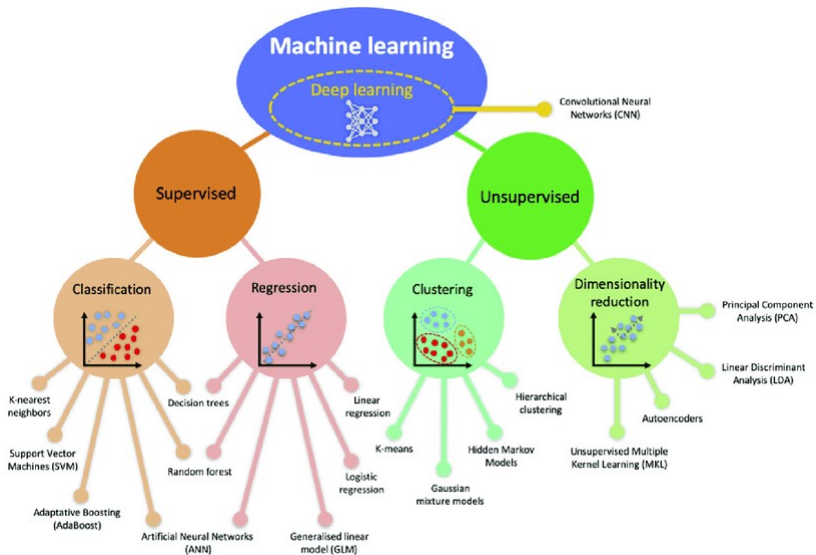 Machine learning
Deep learning
Convolutional Neural
Networks (CNN)
Supervised
Unsupervised
Classification
Regression
Clustering
Dimensionality
reduction
Principal Component
Analysis (PCA)
Linear Discriminant
Analysis (LDA)
Autoencoders
Unsupervised Multiple
Kernel Learning (MKL)
K-nearest
neighbors
Support Vector
Machines (SVM)
Adaptative Boosting
(AdaBoost)
Artificial Neural Networks
(ANN)
Random forest
Decision trees
Generalised linear
model (GLM)
Logistic
regression
Linear
regression
K-means
Gaussian
mixture models
Hidden Markov
Models
Hierarchical
clustering